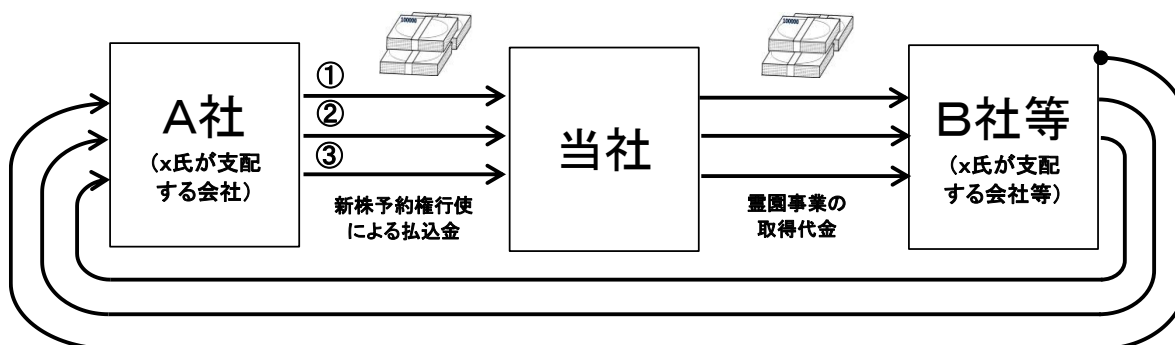 A社
(x氏が支配
する会社)
①
②
③
新株予約権行使
による払込金
当社
霊園事業の
取得代金
B社等
(x氏が支配
する会社等)